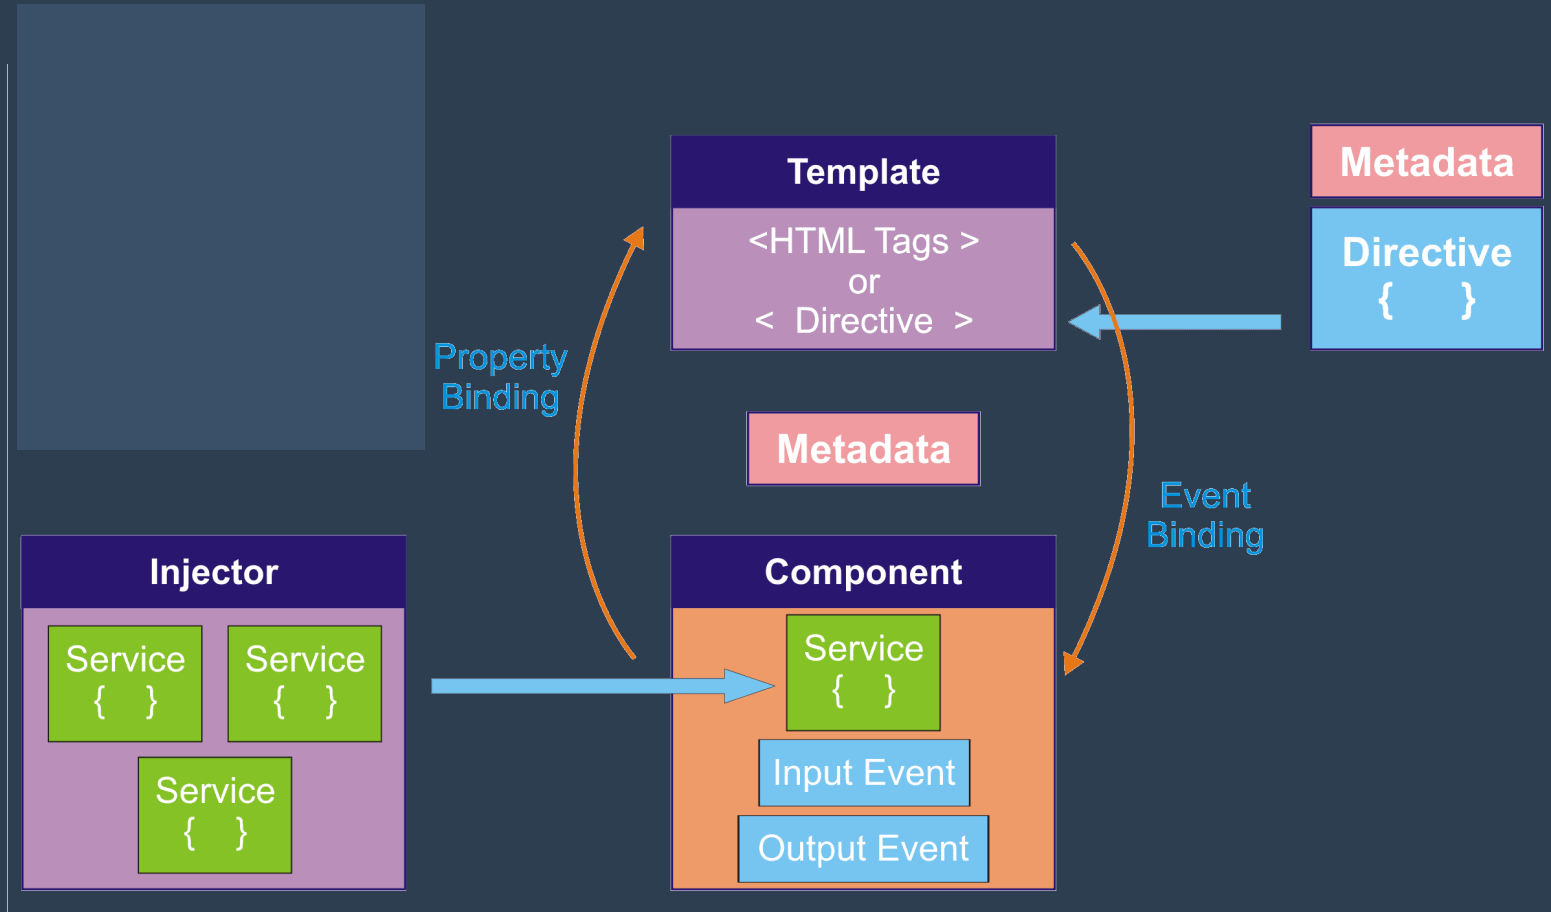 Template
<HTML Tags >
or
< Directive >
Metadata
Directive
{ }
Property
Binding
Metadata
Event
Binding
Injector
Service
{ }
Service
{ }
Service
{ }
Component
Service
{ }
Input Event
Output Event